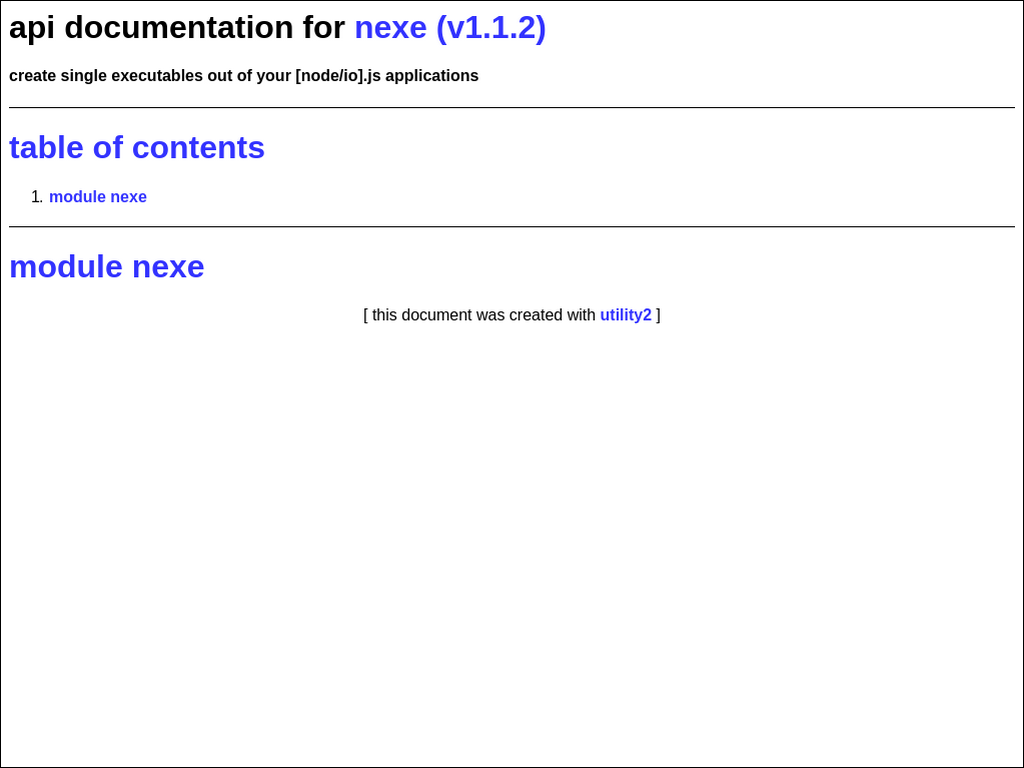 api documentation for nexe (v1.1.2)
create single executables out of your [node/io].js applications
table of contents
1. module nexe
module nexe
[ this document was created with utility2 ]